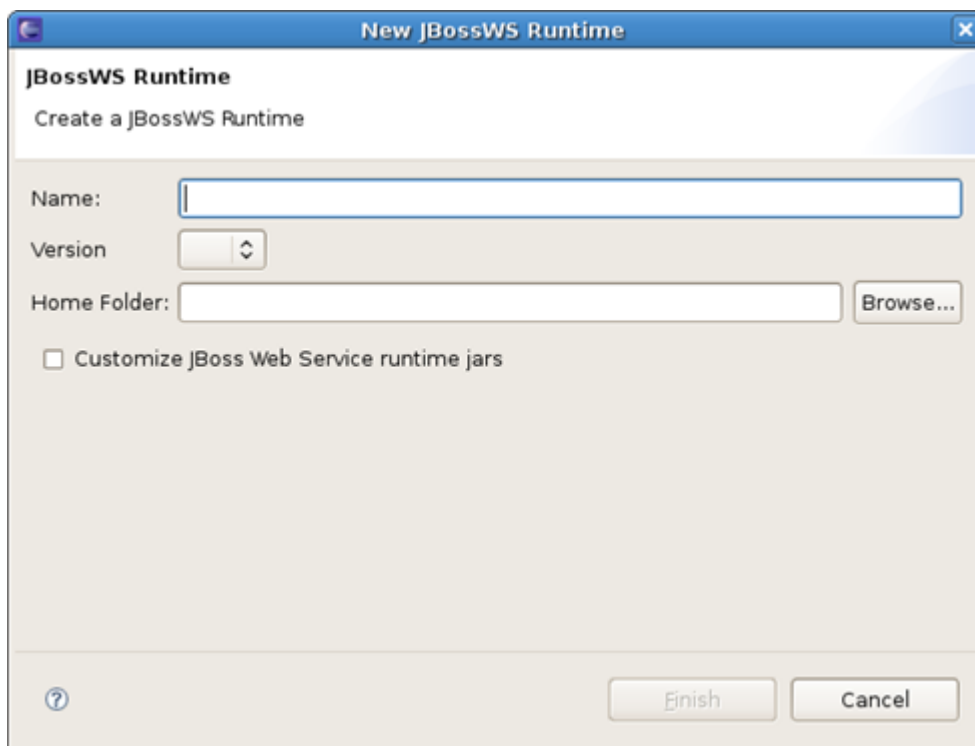 New JBossWS Runtime
JBossWS Runtime
Create a JBossWS Runtime
Name:
Version
Home Folder: Browse...
Customize JBoss Web Service runtime jars
? Finish Cancel